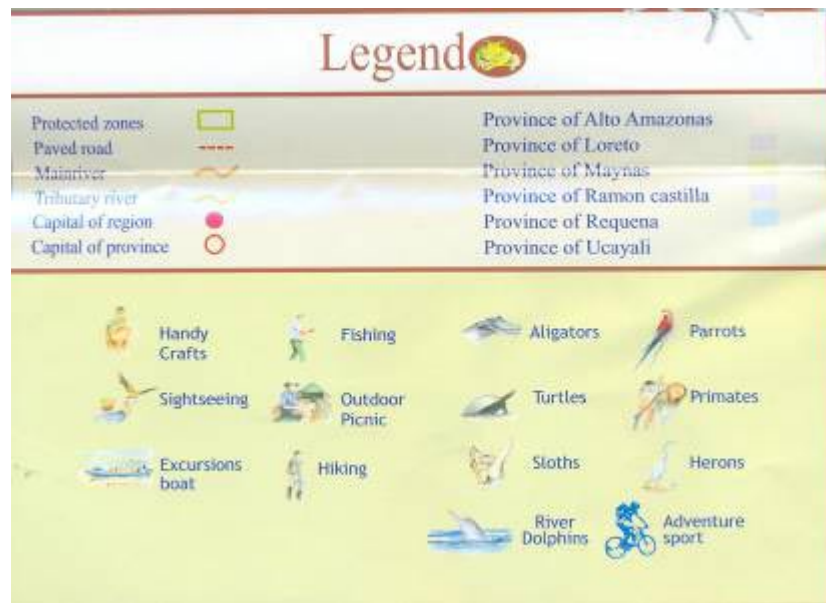 Legend
Protected zones
Paved road
Mainriver
Tributary river
Capital of region
Capital of province
Province of Alto Amazonas
Province of Loreto
Province of Maynas
Province of Ramon castilla
Province of Requena
Province of Ucayali
Handy
Crafts
Fishing
Sightseeing
Outdoor
Picnic
Excursions
boat
Hiking
Aligators
Parrots
Turtles
Primates
Sloths
Herons
River
Dolphins
Adventure
sport